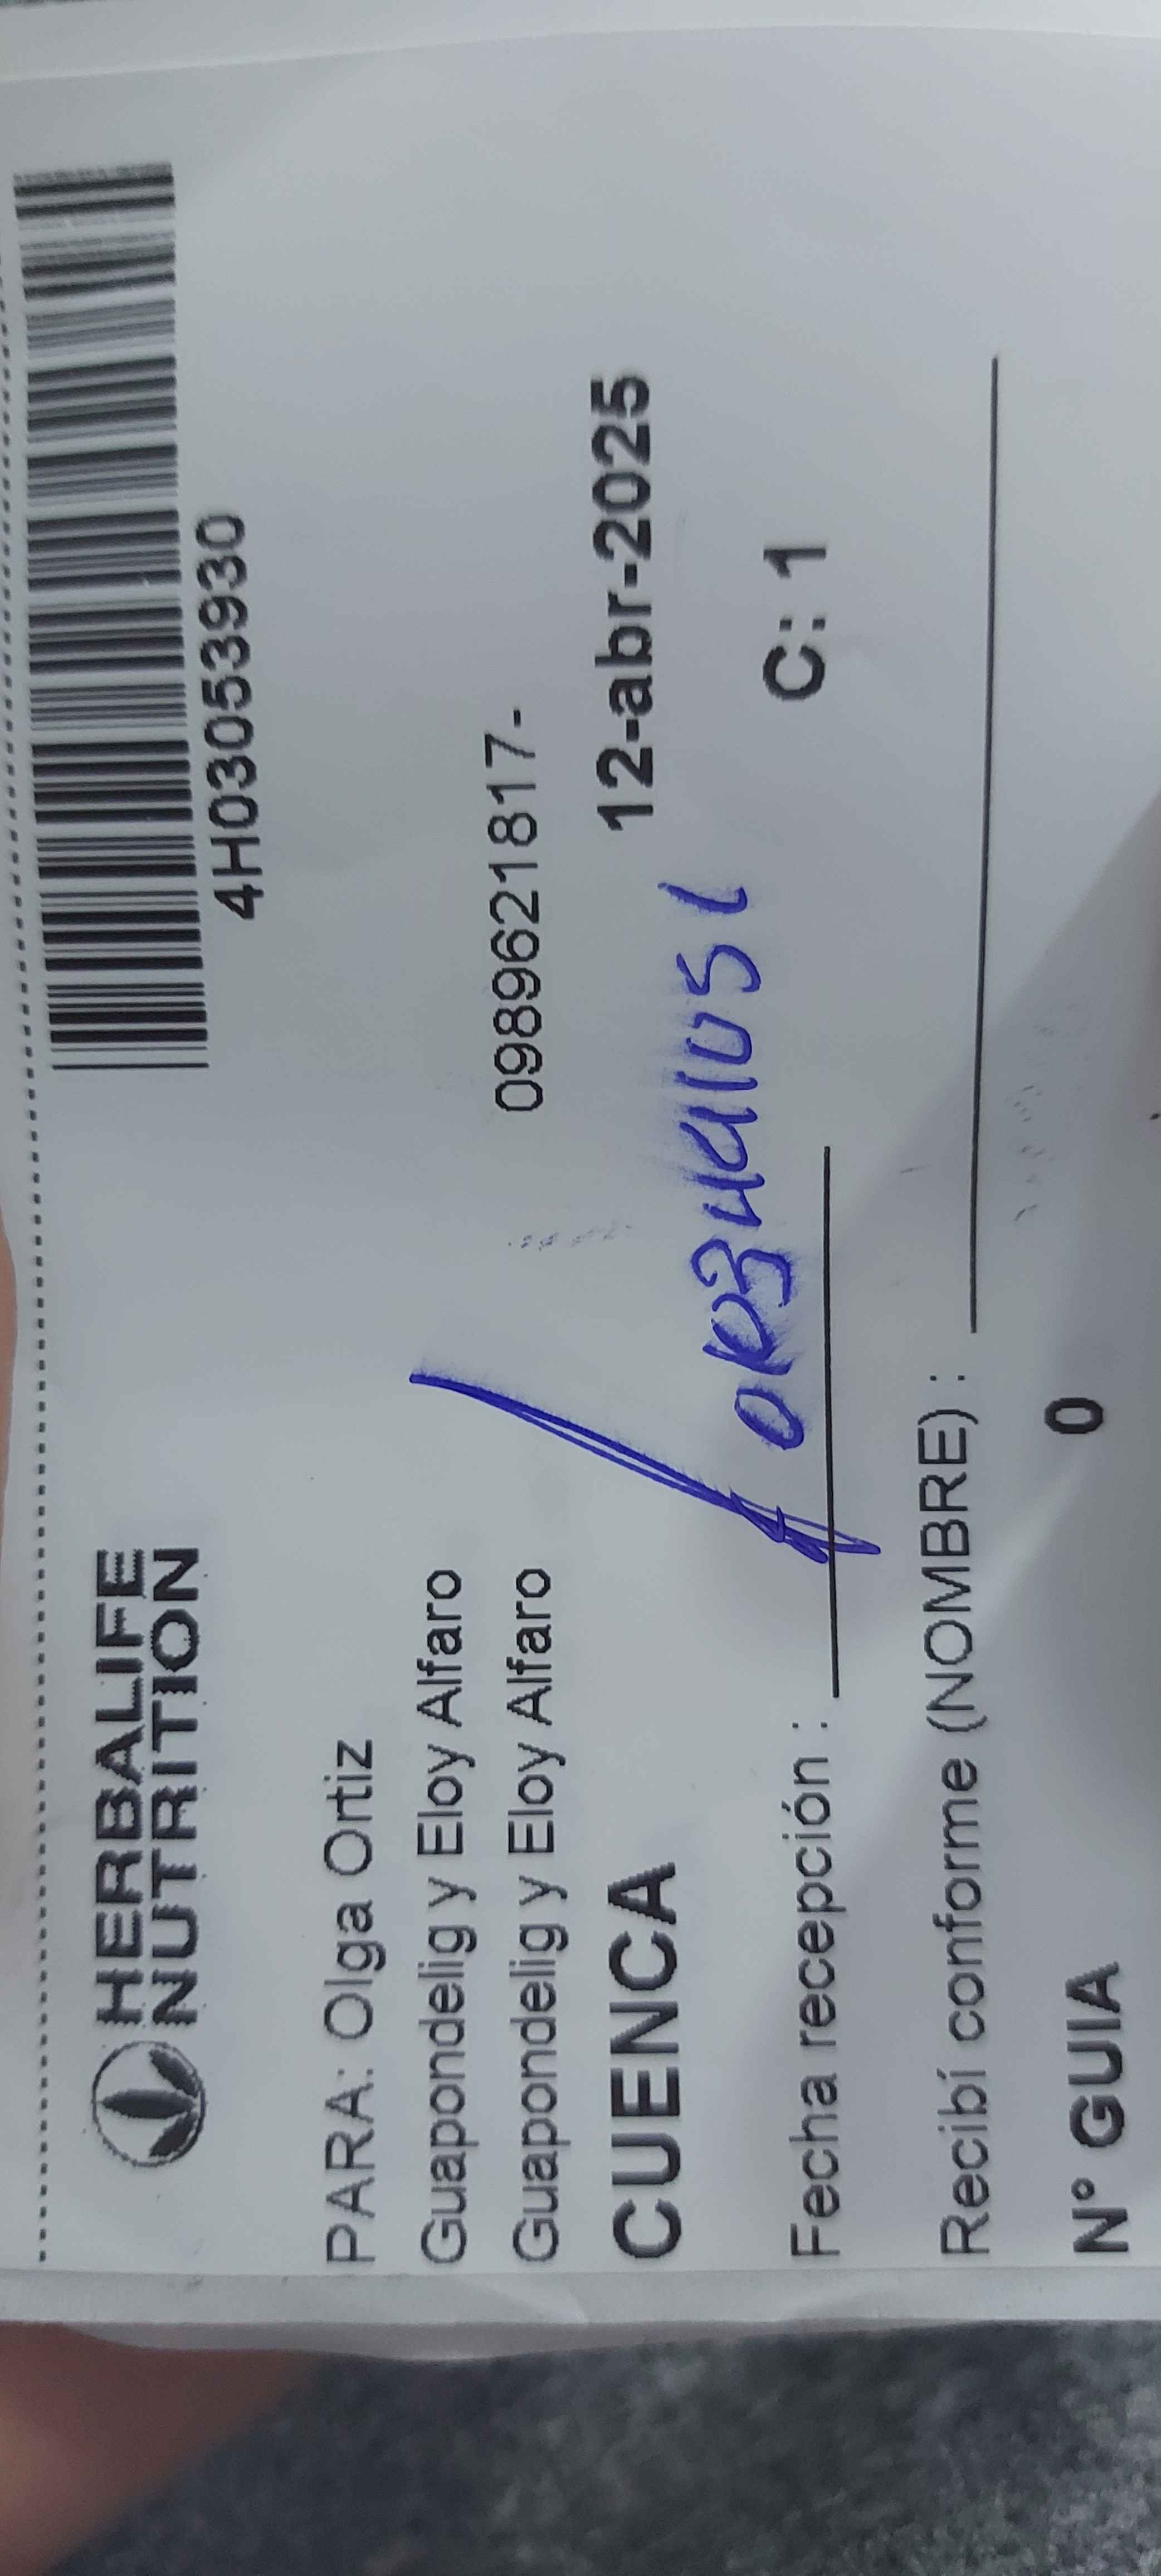 HERBALIFE
NUTRITION
4H03053930
PARA: Olga Ortiz
Guapondelig y Eloy Alfaro
Guapondelig y Eloy Alfaro
0989621817-
CUENCA
12-abr-2025
Fecha recepción :
C: 1
Recibí conforme (NOMBRE) :
N° GUIA
0